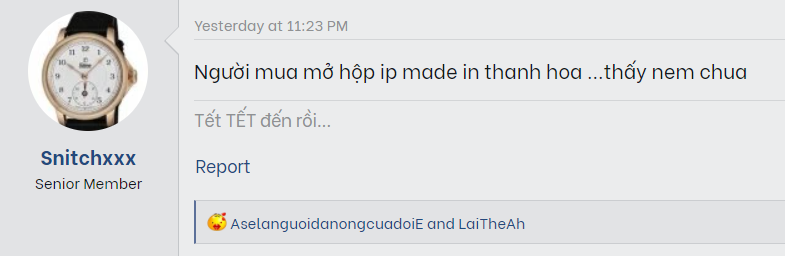 Yesterday at 11:23 PM
Người mua mở hộp ip made in thanh hoa ...thấy nem chua
Tết TẾT đến rồi...
Snitchxxx
Senior Member
Report
AselanguoidanongcuadoiE and LaiTheAh